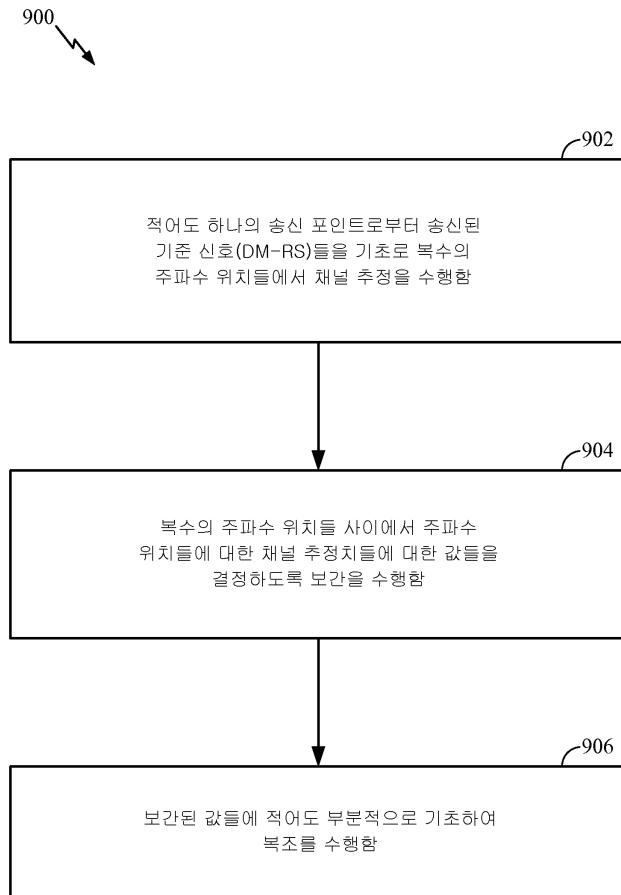 900
902
적어도 하나의 송신 포인트로부터 송신된
기준 신호(DM-RS)들을 기초로 복수의
주파수 위치들에서 채널 추정을 수행함
904
복수의 주파수 위치들 사이에서 주파수
위치들에 대한 채널 추정치들에 대한 값들을
결정하도록 보간을 수행함
906
보간된 값들에 적어도 부분적으로 기초하여
복조를 수행함